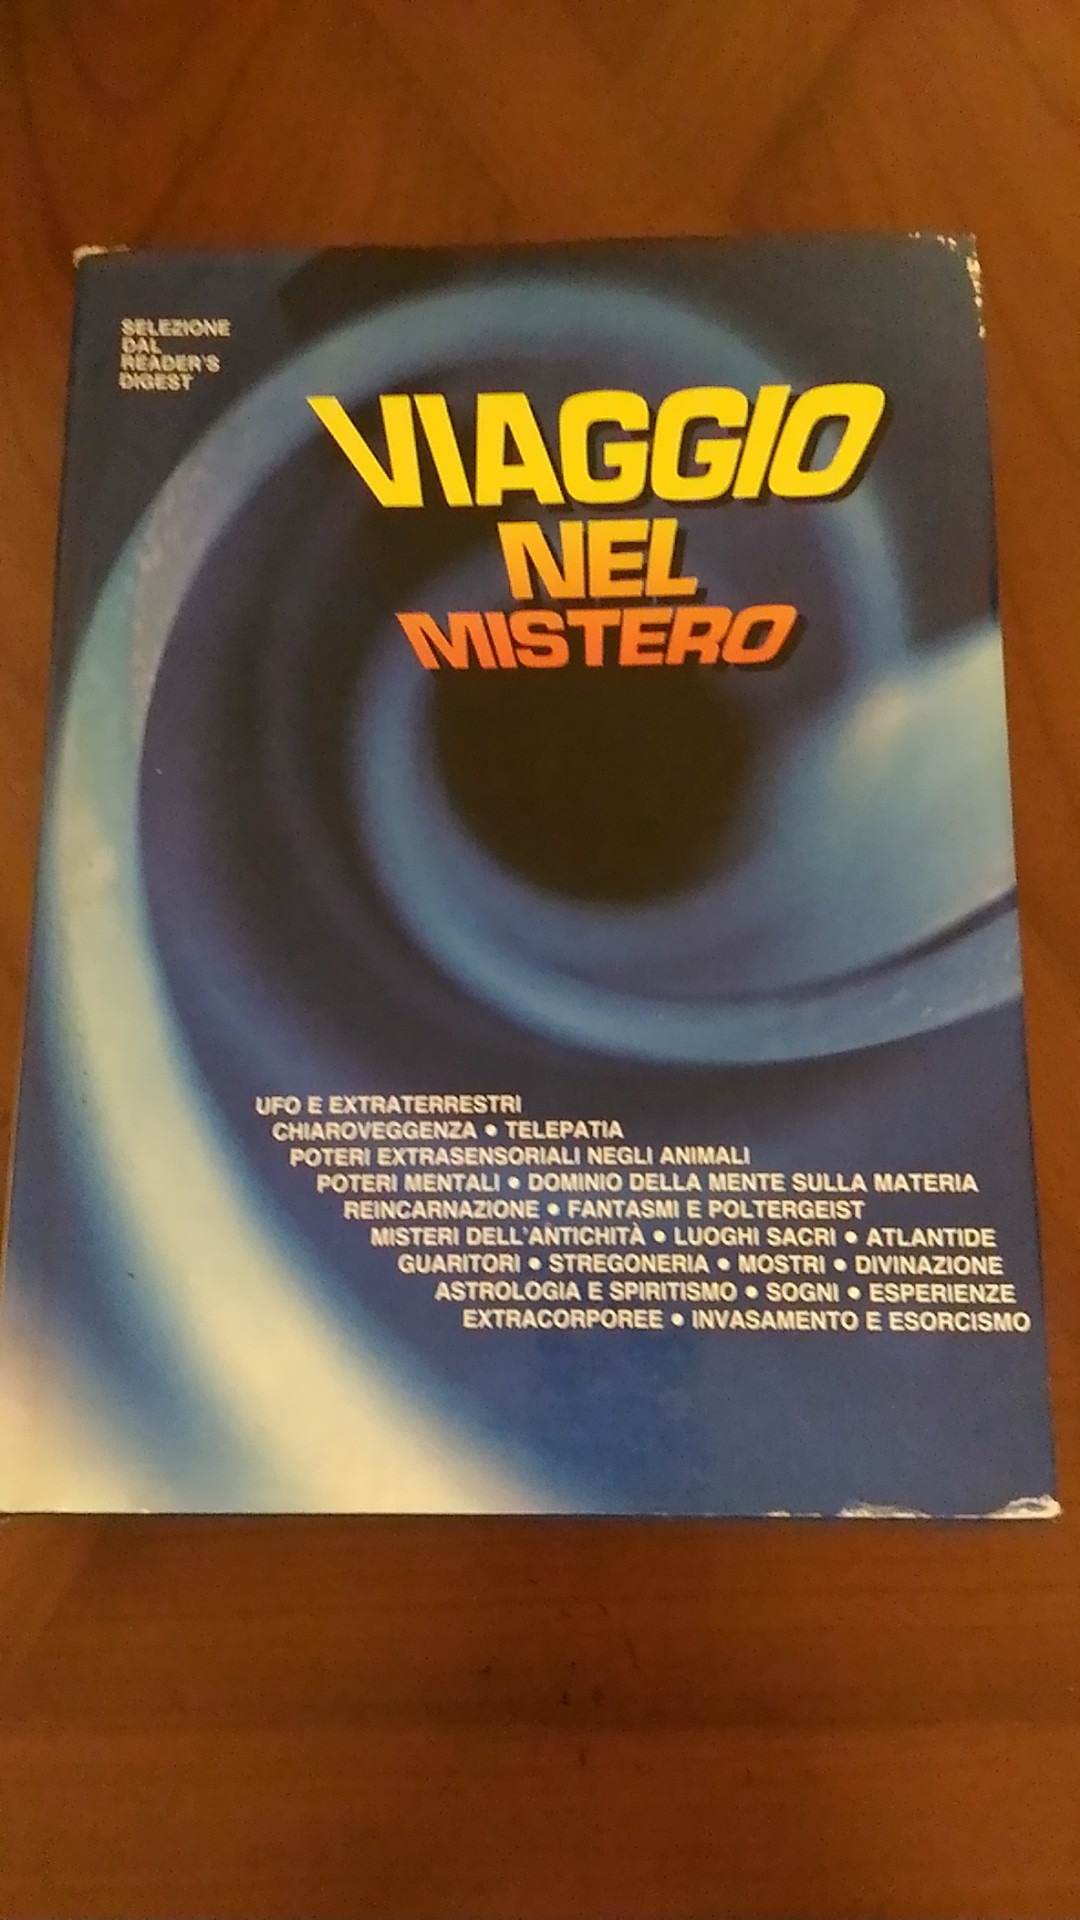 SELEZIONE
DAL
READER'S
DIGEST
VIAGGIO
NEL
MISTERO
UFO E EXTRATERRESTRI
CHIAROVEGGENZA • TELEPATIA
POTERI EXTRASENSORIALI NEGLI ANIMALI
POTERI MENTALI • DOMINIO DELLA MENTE SULLA MATERIA
REINCARNAZIONE • FANTASMI E POLTERGEIST
MISTERI DELL'ANTICHITÀ • LUOGHI SACRI • ATLANTIDE
GUARITORI • STREGONERIA • MOSTRI • DIVINAZIONE
ASTROLOGIA E SPIRITISMO • SOGNI • ESPERIENZE
EXTRACORPOREE • INVASAMENTO E ESORCISMO